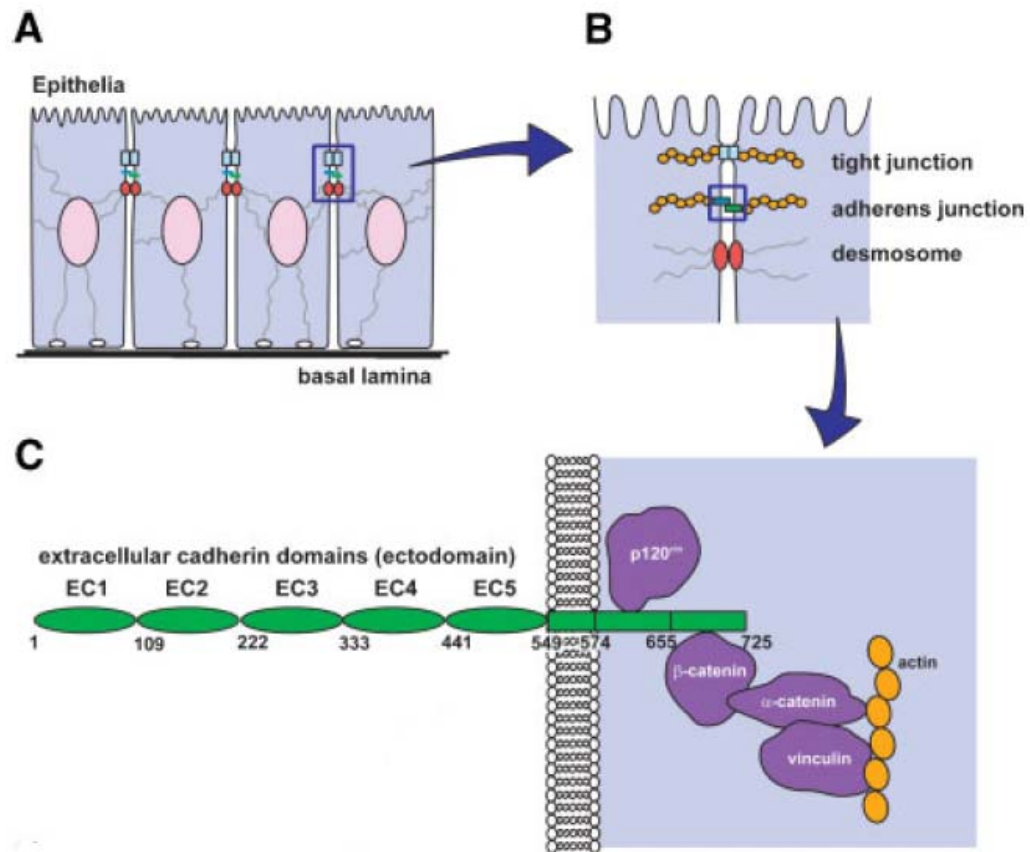 A
Epithelia
basal lamina
B
tight junction
adherens junction
desmosome
C
extracellular cadherin domains (ectodomain)
EC1 EC2 EC3 EC4 EC5
1 109 222 333 441 549 574 655 725
p120
β-catenin
α-catenin
vinculin
actin